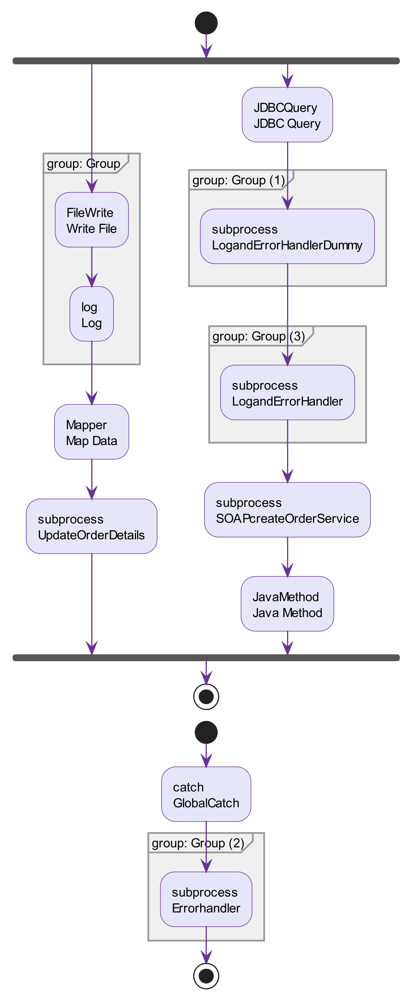 JDBCQuery
JDBC Query
group: Group
group: Group (1)
FileWrite
Write File
subprocess
LogandErrorHandlerDummy
log
Log
group: Group (3)
subprocess
LogandErrorHandler
Mapper
Map Data
subprocess
SOAPcreateOrderService
subprocess
UpdateOrderDetails
JavaMethod
Java Method
catch
GlobalCatch
group: Group (2)
subprocess
Errorhandler